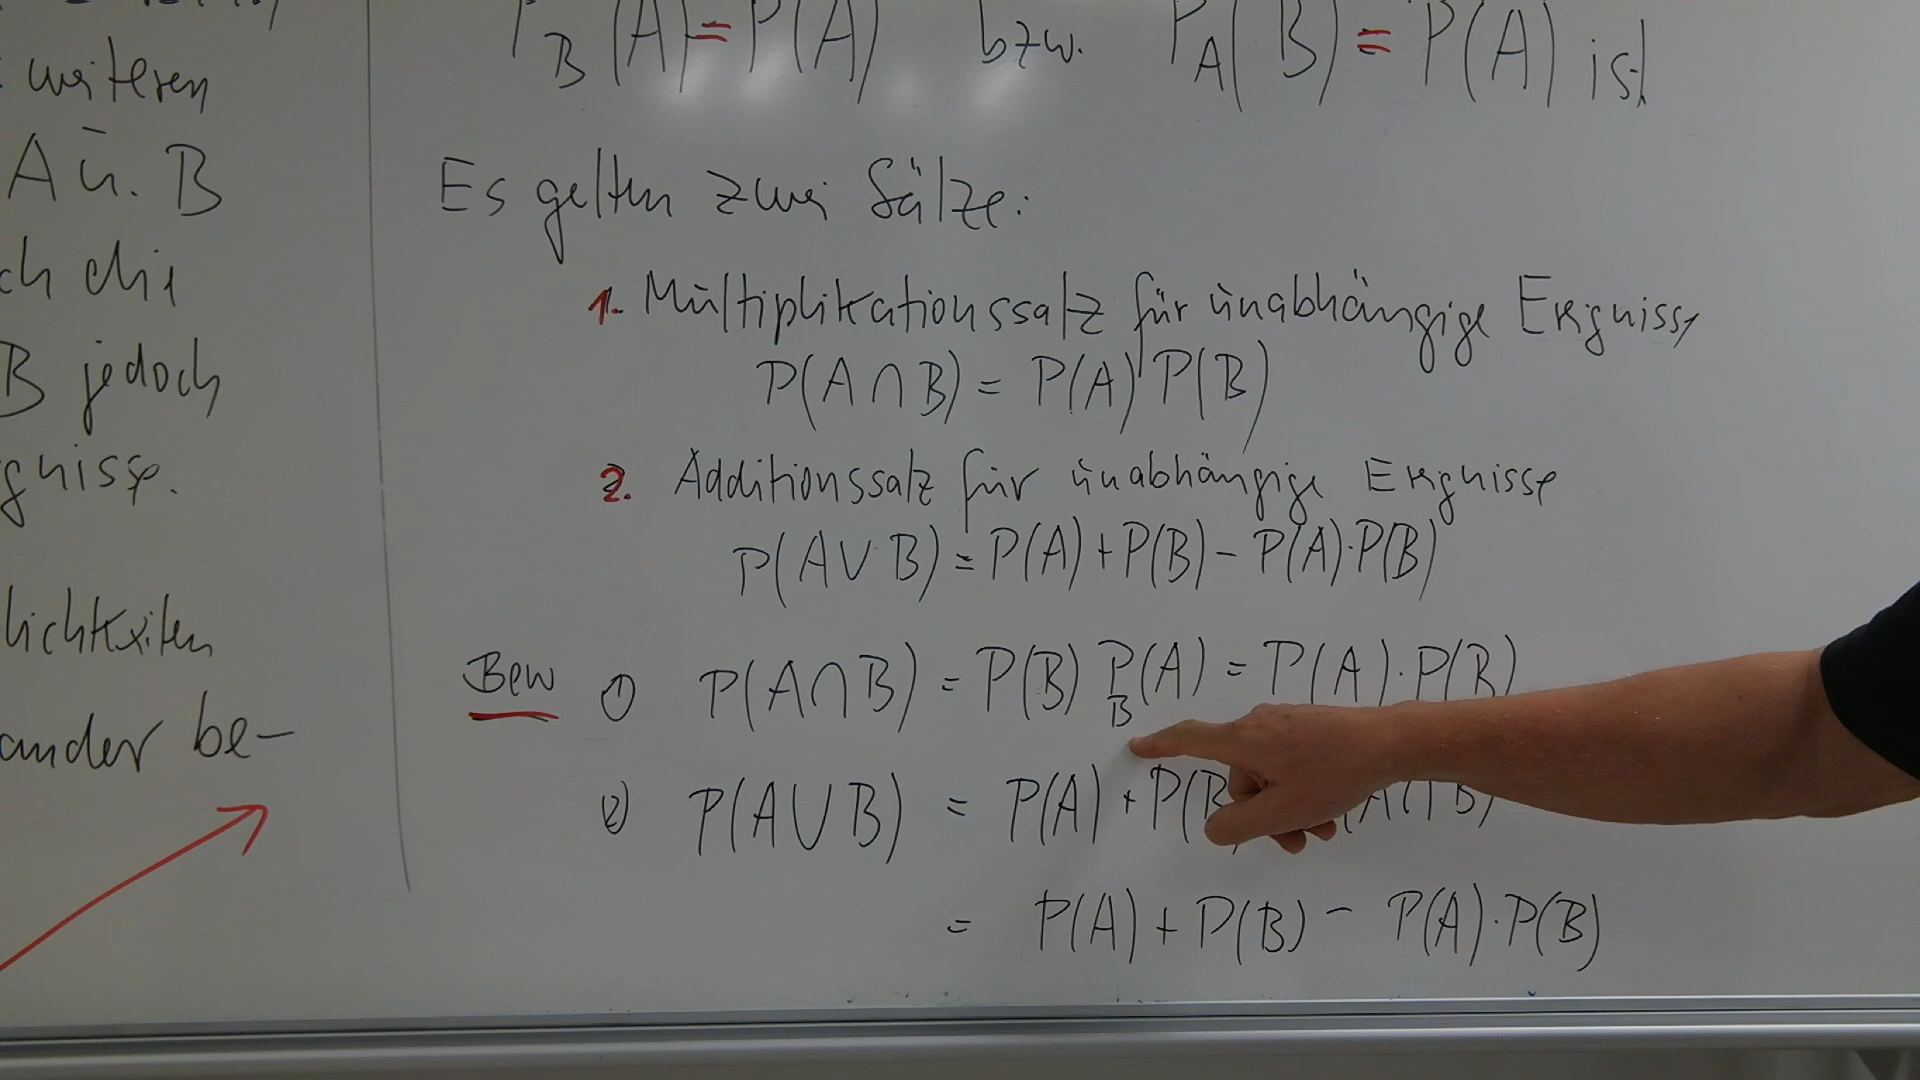 weiteren
A u. B
ch die
B jedoch
gnisse.
lichkeiten
ander be-
P_B(A) = P(A) bzw. P_A(B) = P(A) ist
Es gelten zwei Sätze:
1. Multiplikationssatz für unabhängige Ereignisse
P(A ∩ B) = P(A) · P(B)
2. Additionssatz für unabhängige Ereignisse
P(A ∪ B) = P(A) + P(B) - P(A) · P(B)
Bew ① P(A ∩ B) = P(B) P_B(A) = P(A) · P(B)
② P(A ∪ B) = P(A) + P(B) (A ∩ B)
= P(A) + P(B) - P(A) · P(B)